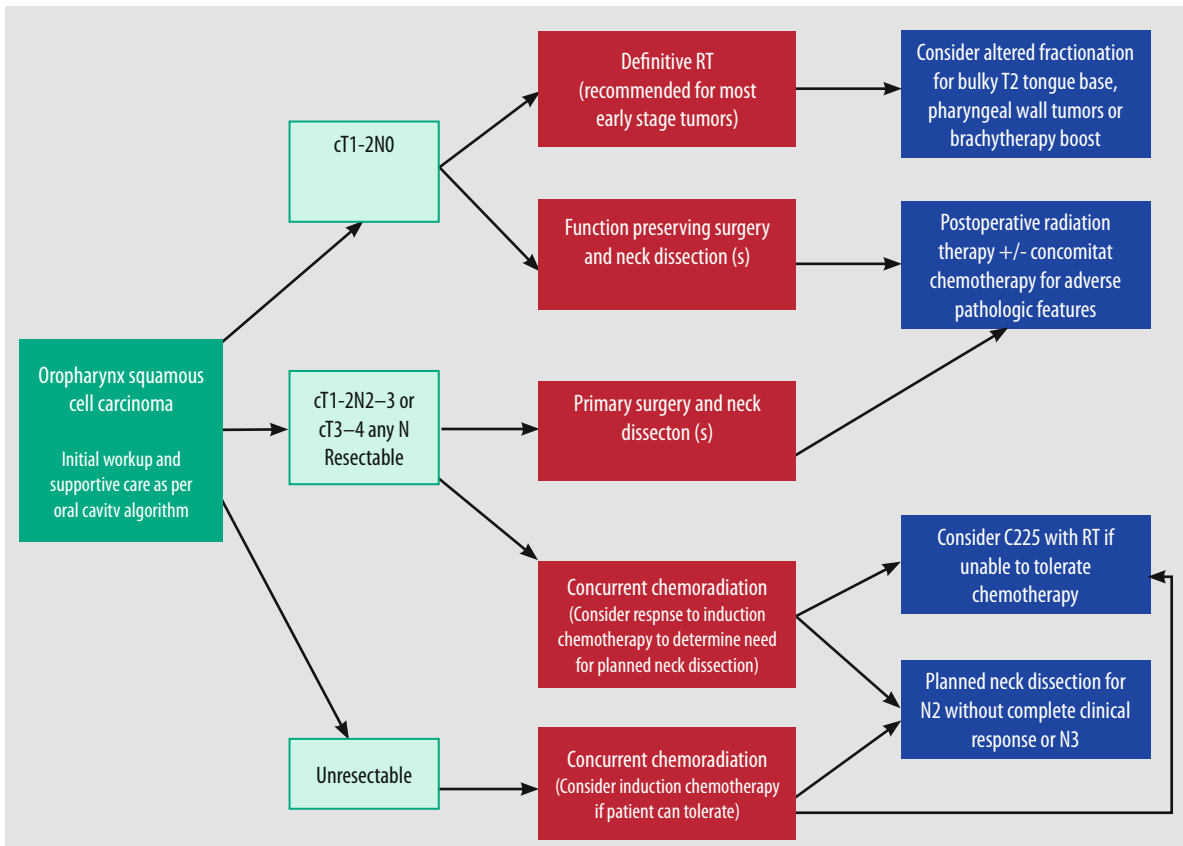 Oropharynx squamous
cell carcinoma
Initial workup and
supportive care as per
oral cavity algorithm
cT1-2N0
cT1-2N2–3 or
cT3–4 any N
Resectable
Unresectable
Definitive RT
(recommended for most
early stage tumors)
Function preserving surgery
and neck dissection (s)
Primary surgery and neck
dissecton (s)
Concurrent chemoradiation
(Consider respnse to induction
chemotherapy to determine need
for planned neck dissection)
Concurrent chemoradiation
(Consider induction chemotherapy
if patient can tolerate)
Consider altered fractionation
for bulky T2 tongue base,
pharyngeal wall tumors or
brachytherapy boost
Postoperative radiation
therapy +/- concomitat
chemotherapy for adverse
pathologic features
Consider C225 with RT if
unable to tolerate
chemotherapy
Planned neck dissection for
N2 without complete clinical
response or N3